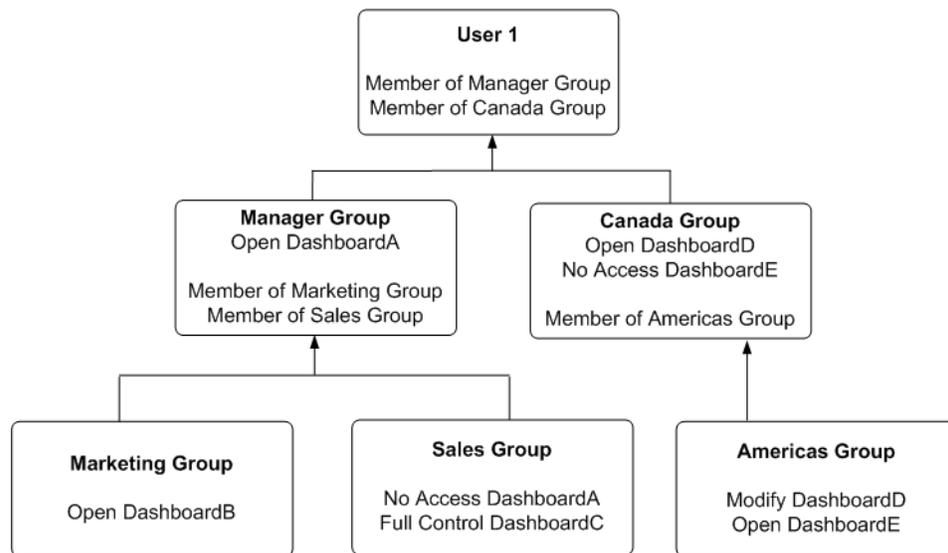 User 1
Member of Manager Group
Member of Canada Group
Manager Group
Open DashboardA
Member of Marketing Group
Member of Sales Group
Canada Group
Open DashboardD
No Access DashboardE
Member of Americas Group
Marketing Group
Open DashboardB
Sales Group
No Access DashboardA
Full Control DashboardC
Americas Group
Modify DashboardD
Open DashboardE